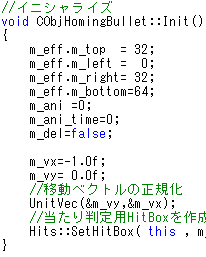 //イニシャライズ
void CObjHomingBullet::Init()
{
m_eff.m_top = 32;
m_eff.m_left = 0;
m_eff.m_right= 32;
m_eff.m_bottom=64;
m_ani =0;
m_ani_time=0;
m_del=false;
m_vx=-1.0f;
m_vy= 0.0f;
//移動ベクトルの正規化
UnitVec(&m_vy,&m_vx);
//当たり判定用HitBoxを作成
Hits::SetHitBox( this , m_
}